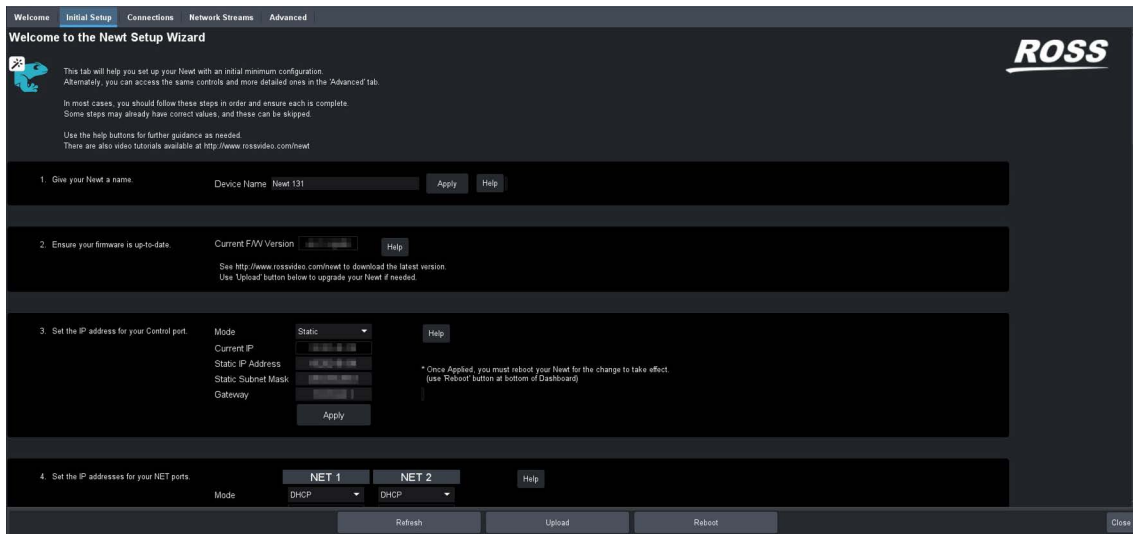 Welcome Initial Setup Connections Network Streams Advanced
Welcome to the Newt Setup Wizard
ROSS
This tab will help you set up your Newt with an initial minimum configuration.
Alternately, you can access the same controls and more detailed ones in the 'Advanced' tab.
In most cases, you should follow these steps in order and ensure each is complete.
Some steps may already have correct values, and these can be skipped.
Use the help buttons for further guidance as needed.
There are also video tutorials available at http://www.rossvideo.com/newt
1. Give your Newt a name. Device Name Newt 131 Apply Help
2. Ensure your firmware is up-to-date. Current F/W Version Help
See http://www.rossvideo.com/newt to download the latest version.
Use 'Upload' button below to upgrade your Newt if needed.
3. Set the IP address for your Control port. Mode Static Help
Current IP
Static IP Address
* Once Applied, you must reboot your Newt for the change to take effect.
Static Subnet Mask
(use 'Reboot' button at bottom of Dashboard)
Gateway
Apply
4. Set the IP addresses for your NET ports. NET 1 NET 2 Help
Mode DHCP DHCP
Refresh Upload Reboot Close